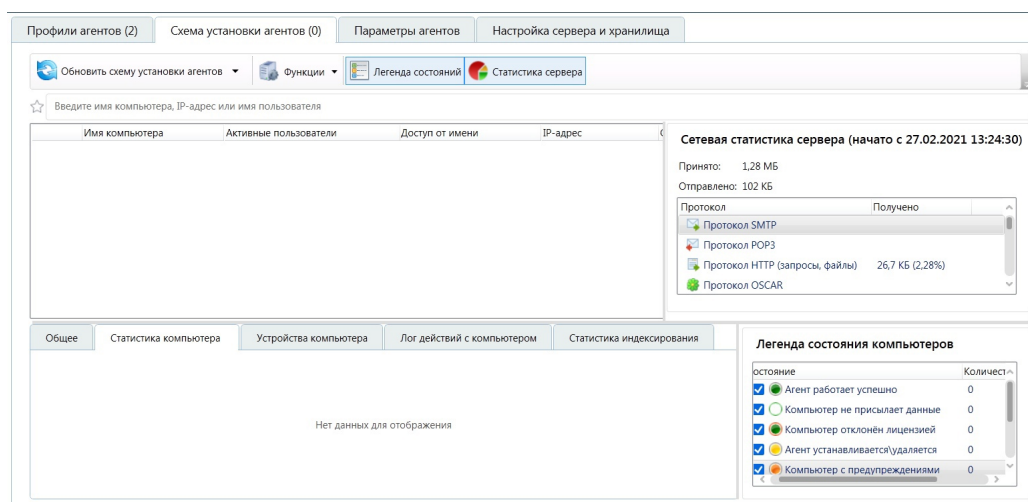 Профили агентов (2) Схема установки агентов (0) Параметры агентов Настройка сервера и хранилища
Обновить схему установки агентов Функции Легенда состояний Статистика сервера
Введите имя компьютера, IP-адрес или имя пользователя
Имя компьютера Активные пользователи Доступ от имени IP-адрес
Сетевая статистика сервера (начато с 27.02.2021 13:24:30)
Принято: 1,28 МБ
Отправлено: 102 КБ
Протокол Получено
Протокол SMTP
Протокол POP3
Протокол HTTP (запросы, файлы) 26,7 КБ (2,28%)
Протокол OSCAR
Общее Статистика компьютера Устройства компьютера Лог действий с компьютером Статистика индексирования
Нет данных для отображения
Легенда состояния компьютеров
остояние Количест
Агент работает успешно 0
Компьютер не присылает данные 0
Компьютер отклонён лицензией 0
Агент устанавливается\удаляется 0
Компьютер с предупреждениями 0